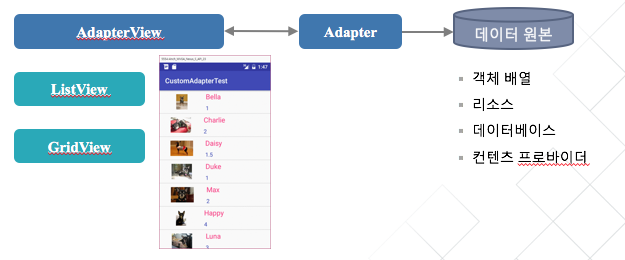 AdapterView
Adapter
데이터 원본
ListView
GridView
1:47
CustomAdapterTest
Bella
1
Charlie
2
Daisy
1.5
Duke
1
Max
2
Happy
4
Luna
3
객체 배열
리소스
데이터베이스
컨텐츠 프로바이더